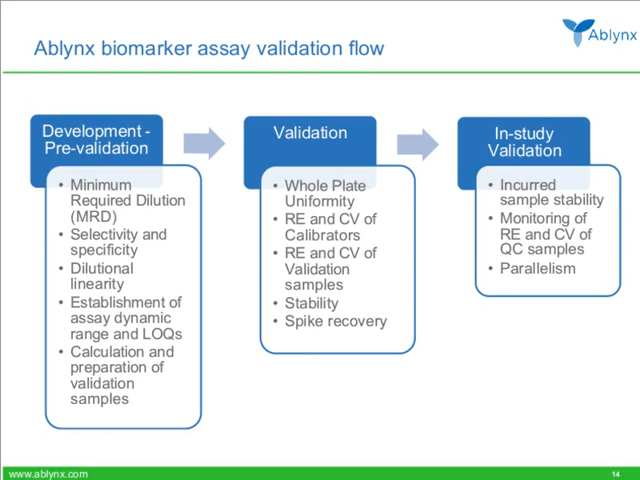 Ablynx biomarker assay validation flow
Ablynx
Development -
Pre-validation
• Minimum
Required Dilution
(MRD)
• Selectivity and
specificity
• Dilutional
linearity
• Establishment of
assay dynamic
range and LOQs
• Calculation and
preparation of
validation
samples
Validation
• Whole Plate
Uniformity
• RE and CV of
Calibrators
• RE and CV of
Validation
samples
• Stability
• Spike recovery
In-study
Validation
• Incurred
sample stability
• Monitoring of
RE and CV of
QC samples
• Parallelism
www.ablynx.com
14